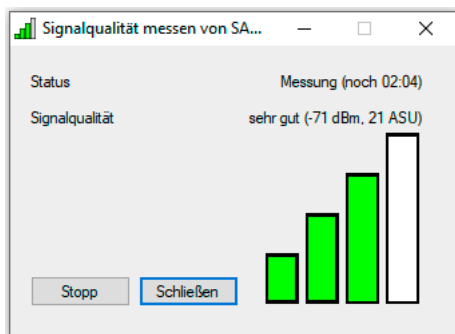 Signalqualität messen von SA...
Status Messung (noch 02:04)
Signalqualität sehr gut (-71 dBm, 21 ASU)
Stopp Schließen